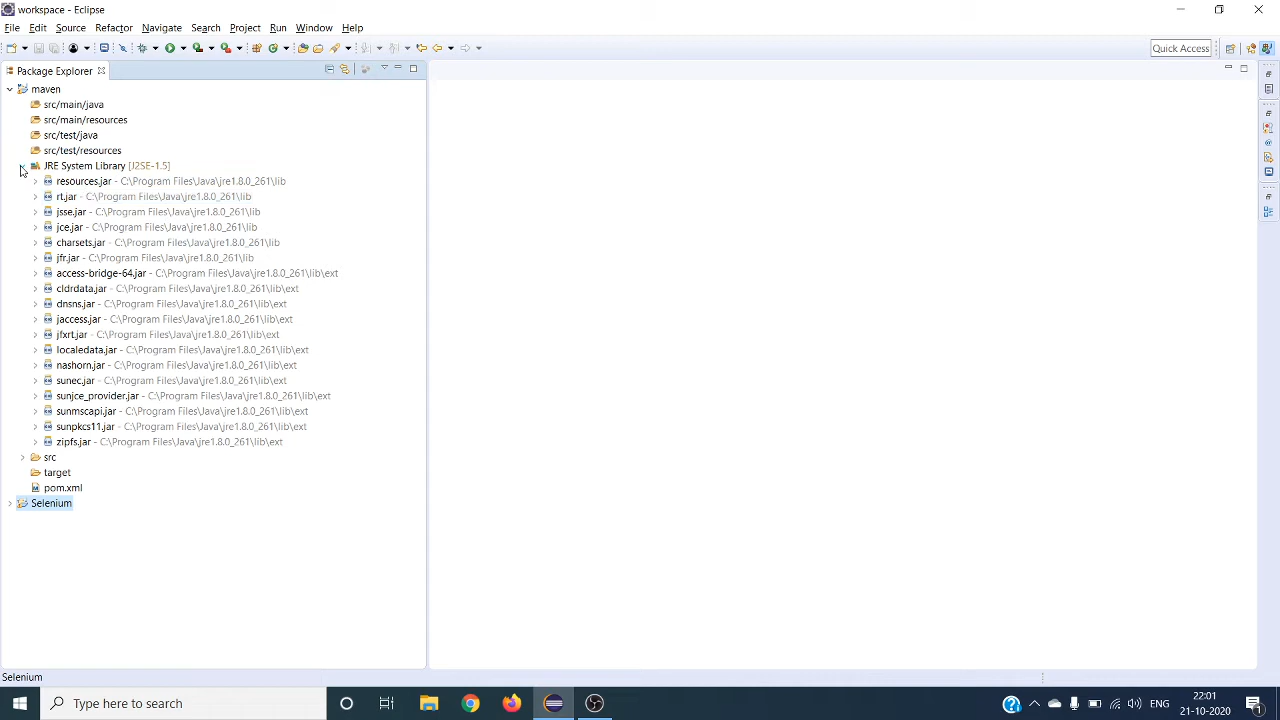 workspace - Eclipse
File Edit Source Refactor Navigate Search Project Run Window Help
Quick Access
Package Explorer
maven
src/main/java
src/main/resources
src/test/java
src/test/resources
JRE System Library [J2SE-1.5]
resources.jar - C:\Program Files\Java\jre1.8.0_261\lib
rt.jar - C:\Program Files\Java\jre1.8.0_261\lib
jsse.jar - C:\Program Files\Java\jre1.8.0_261\lib
jce.jar - C:\Program Files\Java\jre1.8.0_261\lib
charsets.jar - C:\Program Files\Java\jre1.8.0_261\lib
jfr.jar - C:\Program Files\Java\jre1.8.0_261\lib
access-bridge-64.jar - C:\Program Files\Java\jre1.8.0_261\lib\ext
cldrdata.jar - C:\Program Files\Java\jre1.8.0_261\lib\ext
dnsns.jar - C:\Program Files\Java\jre1.8.0_261\lib\ext
jaccess.jar - C:\Program Files\Java\jre1.8.0_261\lib\ext
jfxrt.jar - C:\Program Files\Java\jre1.8.0_261\lib\ext
localedata.jar - C:\Program Files\Java\jre1.8.0_261\lib\ext
nashorn.jar - C:\Program Files\Java\jre1.8.0_261\lib\ext
sunec.jar - C:\Program Files\Java\jre1.8.0_261\lib\ext
sunjce_provider.jar - C:\Program Files\Java\jre1.8.0_261\lib\ext
sunmscapi.jar - C:\Program Files\Java\jre1.8.0_261\lib\ext
sunpkcs11.jar - C:\Program Files\Java\jre1.8.0_261\lib\ext
zipfs.jar - C:\Program Files\Java\jre1.8.0_261\lib\ext
src
target
pom.xml
Selenium
Selenium
Type here to search
ENG
22:01
21-10-2020